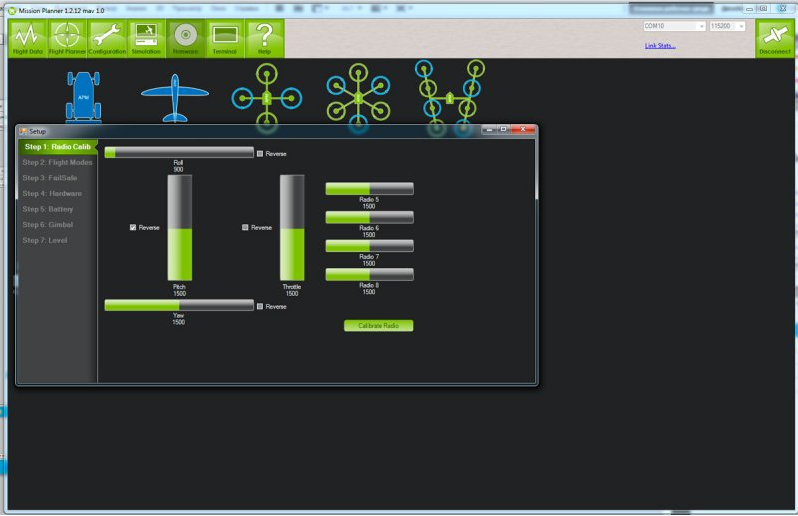 Mission Planner 1.2.12 mav 1.0
COM10 115200
Flight Data Flight Planner Configuration Simulation Firmware Terminal Help Disconnect
Link Stats...
APM
Setup
Step 1: Radio Calib
Step 2: Flight Modes
Step 3: FailSafe
Step 4: Hardware
Step 5: Battery
Step 6: Gimbal
Step 7: Level
Reverse
Roll
900
Reverse
Reverse
Radio 5
1500
Radio 6
1500
Radio 7
1500
Radio 8
1500
Pitch
1500
Throttle
1500
Reverse
Yaw
1500
Calibrate Radio